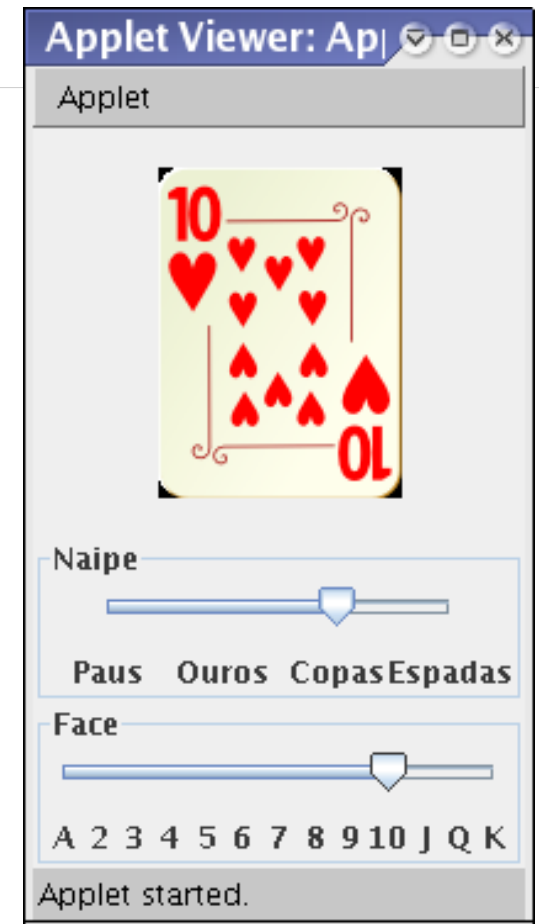 Applet Viewer: Ap
Applet
10
10
Naipe
Paus Ouros Copas Espadas
Face
A 2 3 4 5 6 7 8 9 10 J Q K
Applet started.